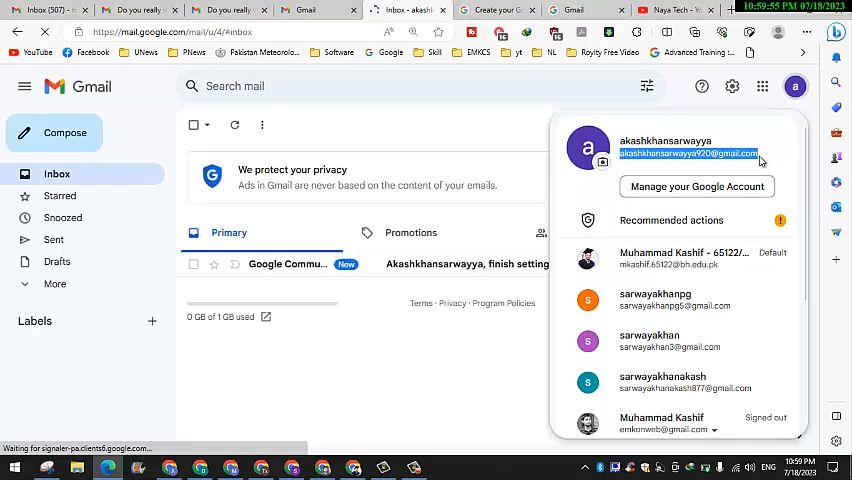 10:59:55 PM 07/18/2023
Inbox (507) - m
Do you really v
Do you really v
Gmail
Inbox - akashk
Create your G
Gmail
Naya Tech - Yo
https://mail.google.com/mail/u/4/#inbox
YouTube
Facebook
UNews
PNews
Pakistan Meteorolo...
Software
Google
Skill
EMKCS
yt
NL
Roylty Free Video
Advanced Training t...
Gmail
Search mail
a
Compose
Inbox
Starred
Snoozed
Sent
Drafts
More
Labels
We protect your privacy
Ads in Gmail are never based on the content of your emails.
Primary
Promotions
Google Commu...
New
Akashkhansarwayya, finish setting
0 GB of 1 GB used
Terms · Privacy · Program Policies
a
akashkhansarwayya
akashkhansarwayya920@gmail.com
Manage your Google Account
Recommended actions
Muhammad Kashif - 65122/...
Default
mkashif.65122@bh.edu.pk
S
sarwayakhanpg
sarwayakhanpg5@gmail.com
S
sarwayakhan
sarwayakhan3@gmail.com
S
sarwayakhanakash
sarwayakhanakash877@gmail.com
Muhammad Kashif
Signed out
emkonweb@gmail.com
Waiting for signaler-pa.clients6.google.com...
ENG
10:59 PM
7/18/2023